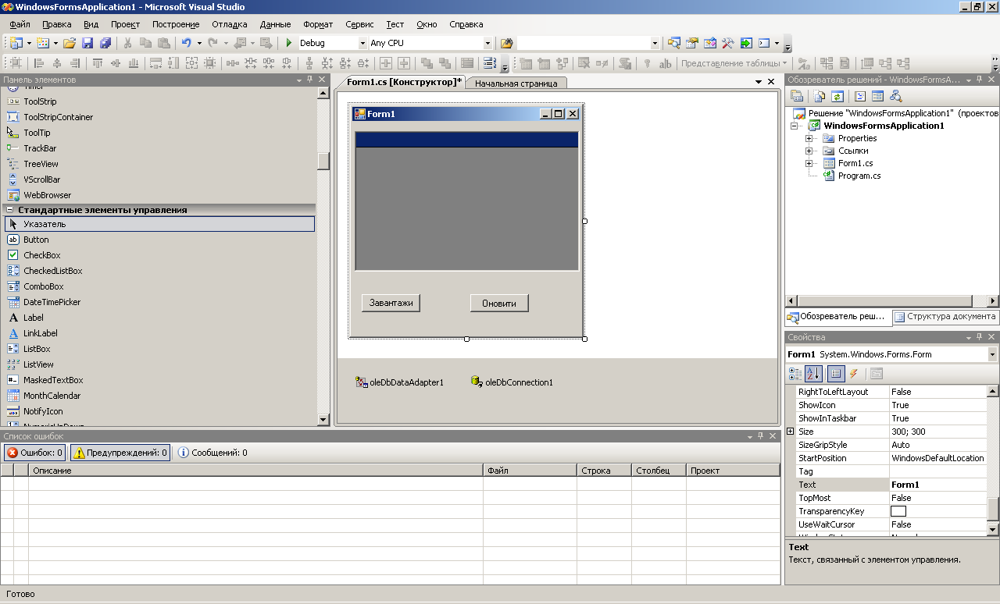 WindowsFormsApplication1 - Microsoft Visual Studio
Файл Правка Вид Проект Построение Отладка Данные Формат Сервис Тест Окно Справка
Debug Any CPU
ab Представление таблицы
Панель элементов
Timer
ToolStrip
ToolStripContainer
ToolTip
TrackBar
TreeView
VScrollBar
WebBrowser
Стандартные элементы управления
Указатель
Button
CheckBox
CheckedListBox
ComboBox
DateTimePicker
Label
LinkLabel
ListBox
ListView
MaskedTextBox
MonthCalendar
NotifyIcon
NumericUpDown
Form1.cs [Конструктор]* Начальная страница
Form1
Завантажи Оновити
oleDbDataAdapter1 oleDbConnection1
Обозреватель решений - WindowsFormsA...
Решение "WindowsFormsApplication1" (проектов
WindowsFormsApplication1
Properties
Ссылки
Form1.cs
Program.cs
Обозреватель реш... Структура документа
Свойства
Form1 System.Windows.Forms.Form
RightToLeftLayout False
ShowIcon True
ShowInTaskbar True
Size 300; 300
SizeGripStyle Auto
StartPosition WindowsDefaultLocation
Tag
Text Form1
TopMost False
TransparencyKey
UseWaitCursor False
WindowState Normal
Text
Текст, связанный с элементом управления.
Список ошибок
Ошибок: 0 Предупреждений: 0 Сообщений: 0
Описание Файл Строка Столбец Проект
Готово